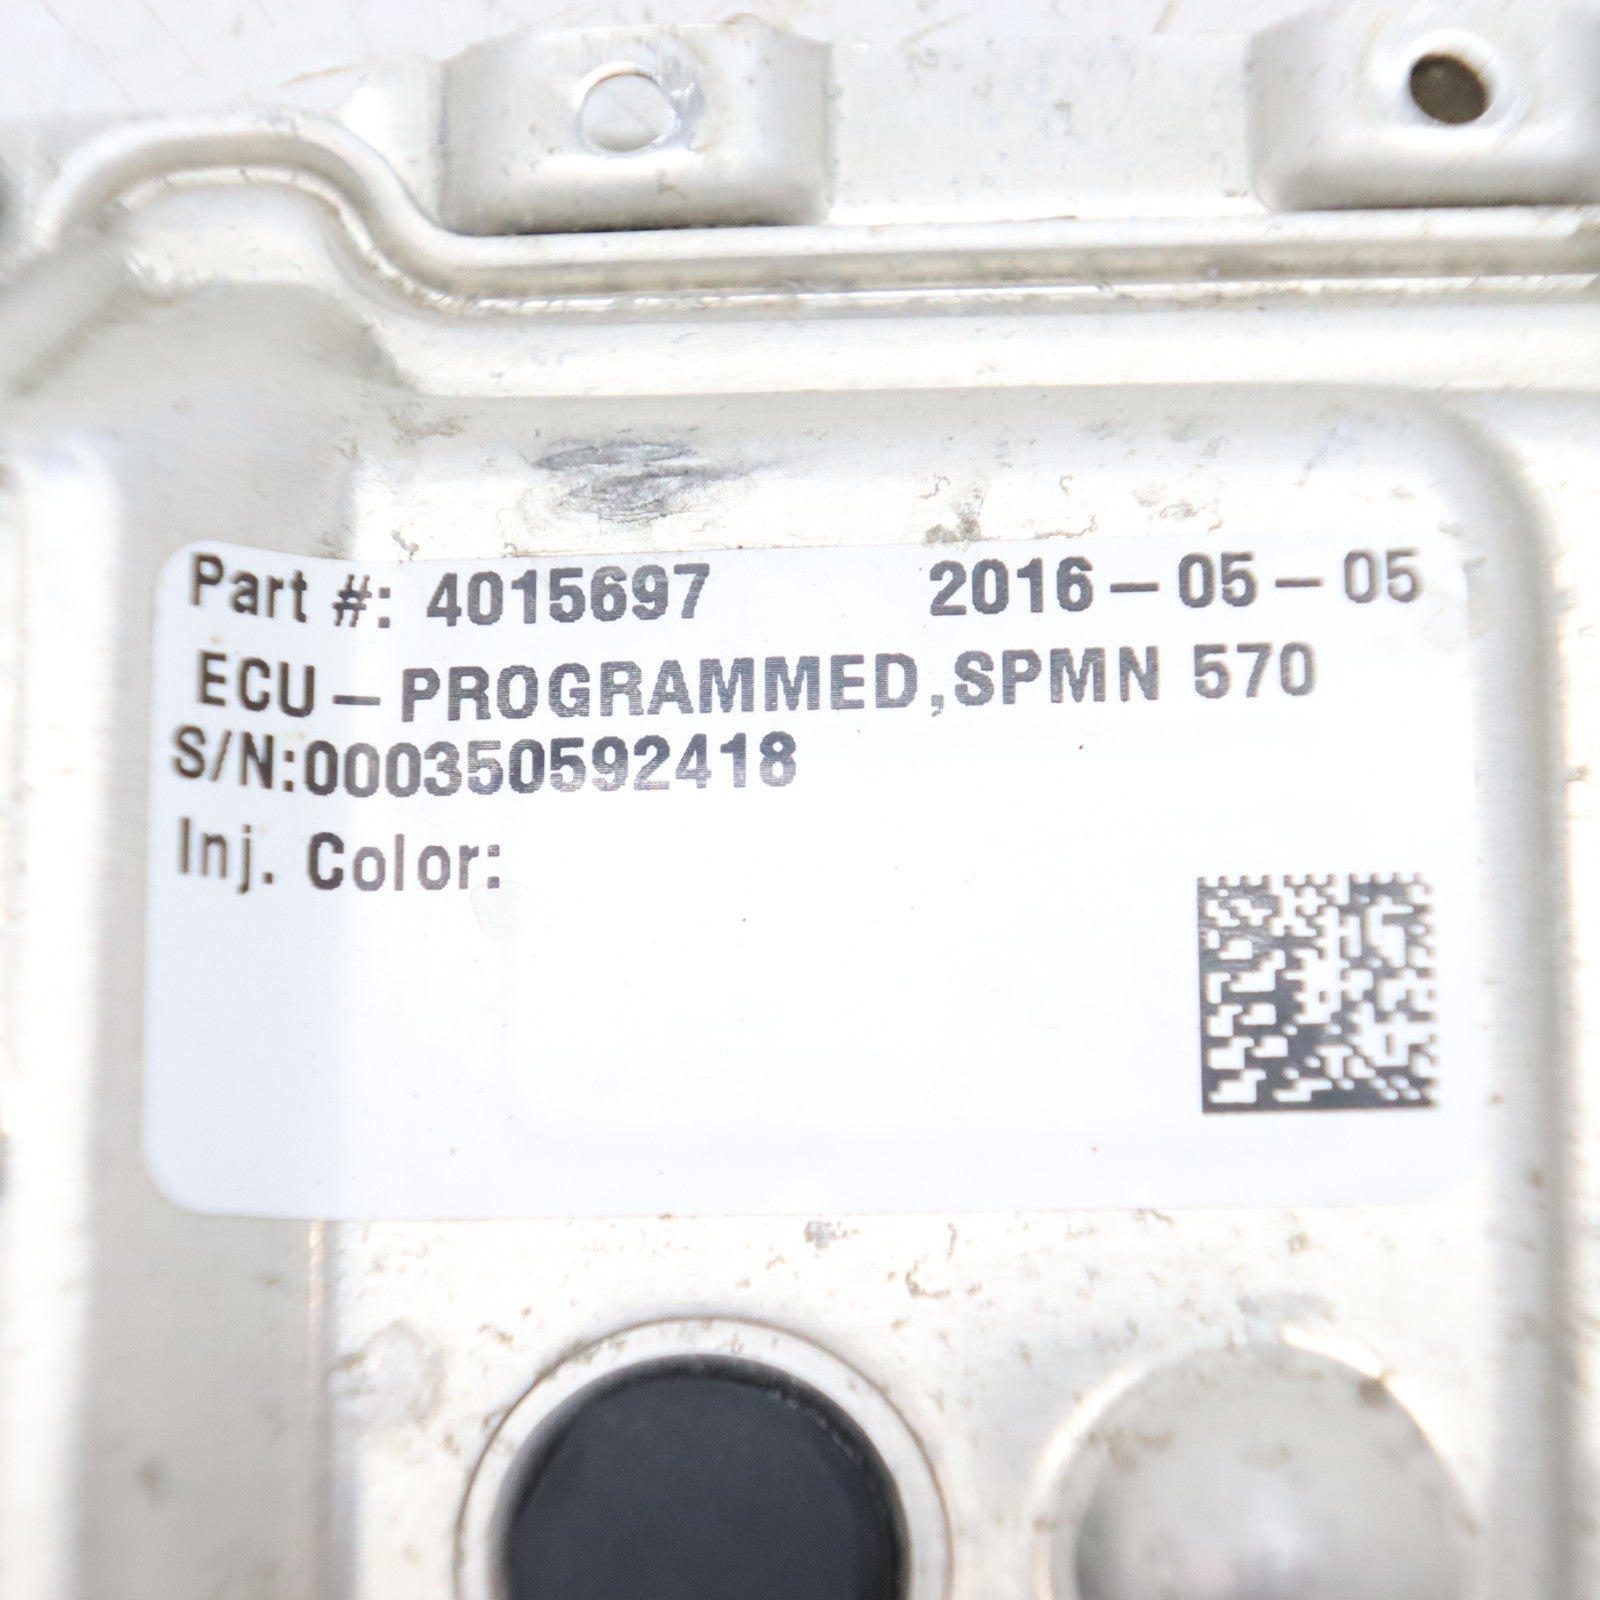 Part #: 4015697 2016-05-05
ECU-PROGRAMMED,SPMN 570
S/N:000350592418
Inj. Color: